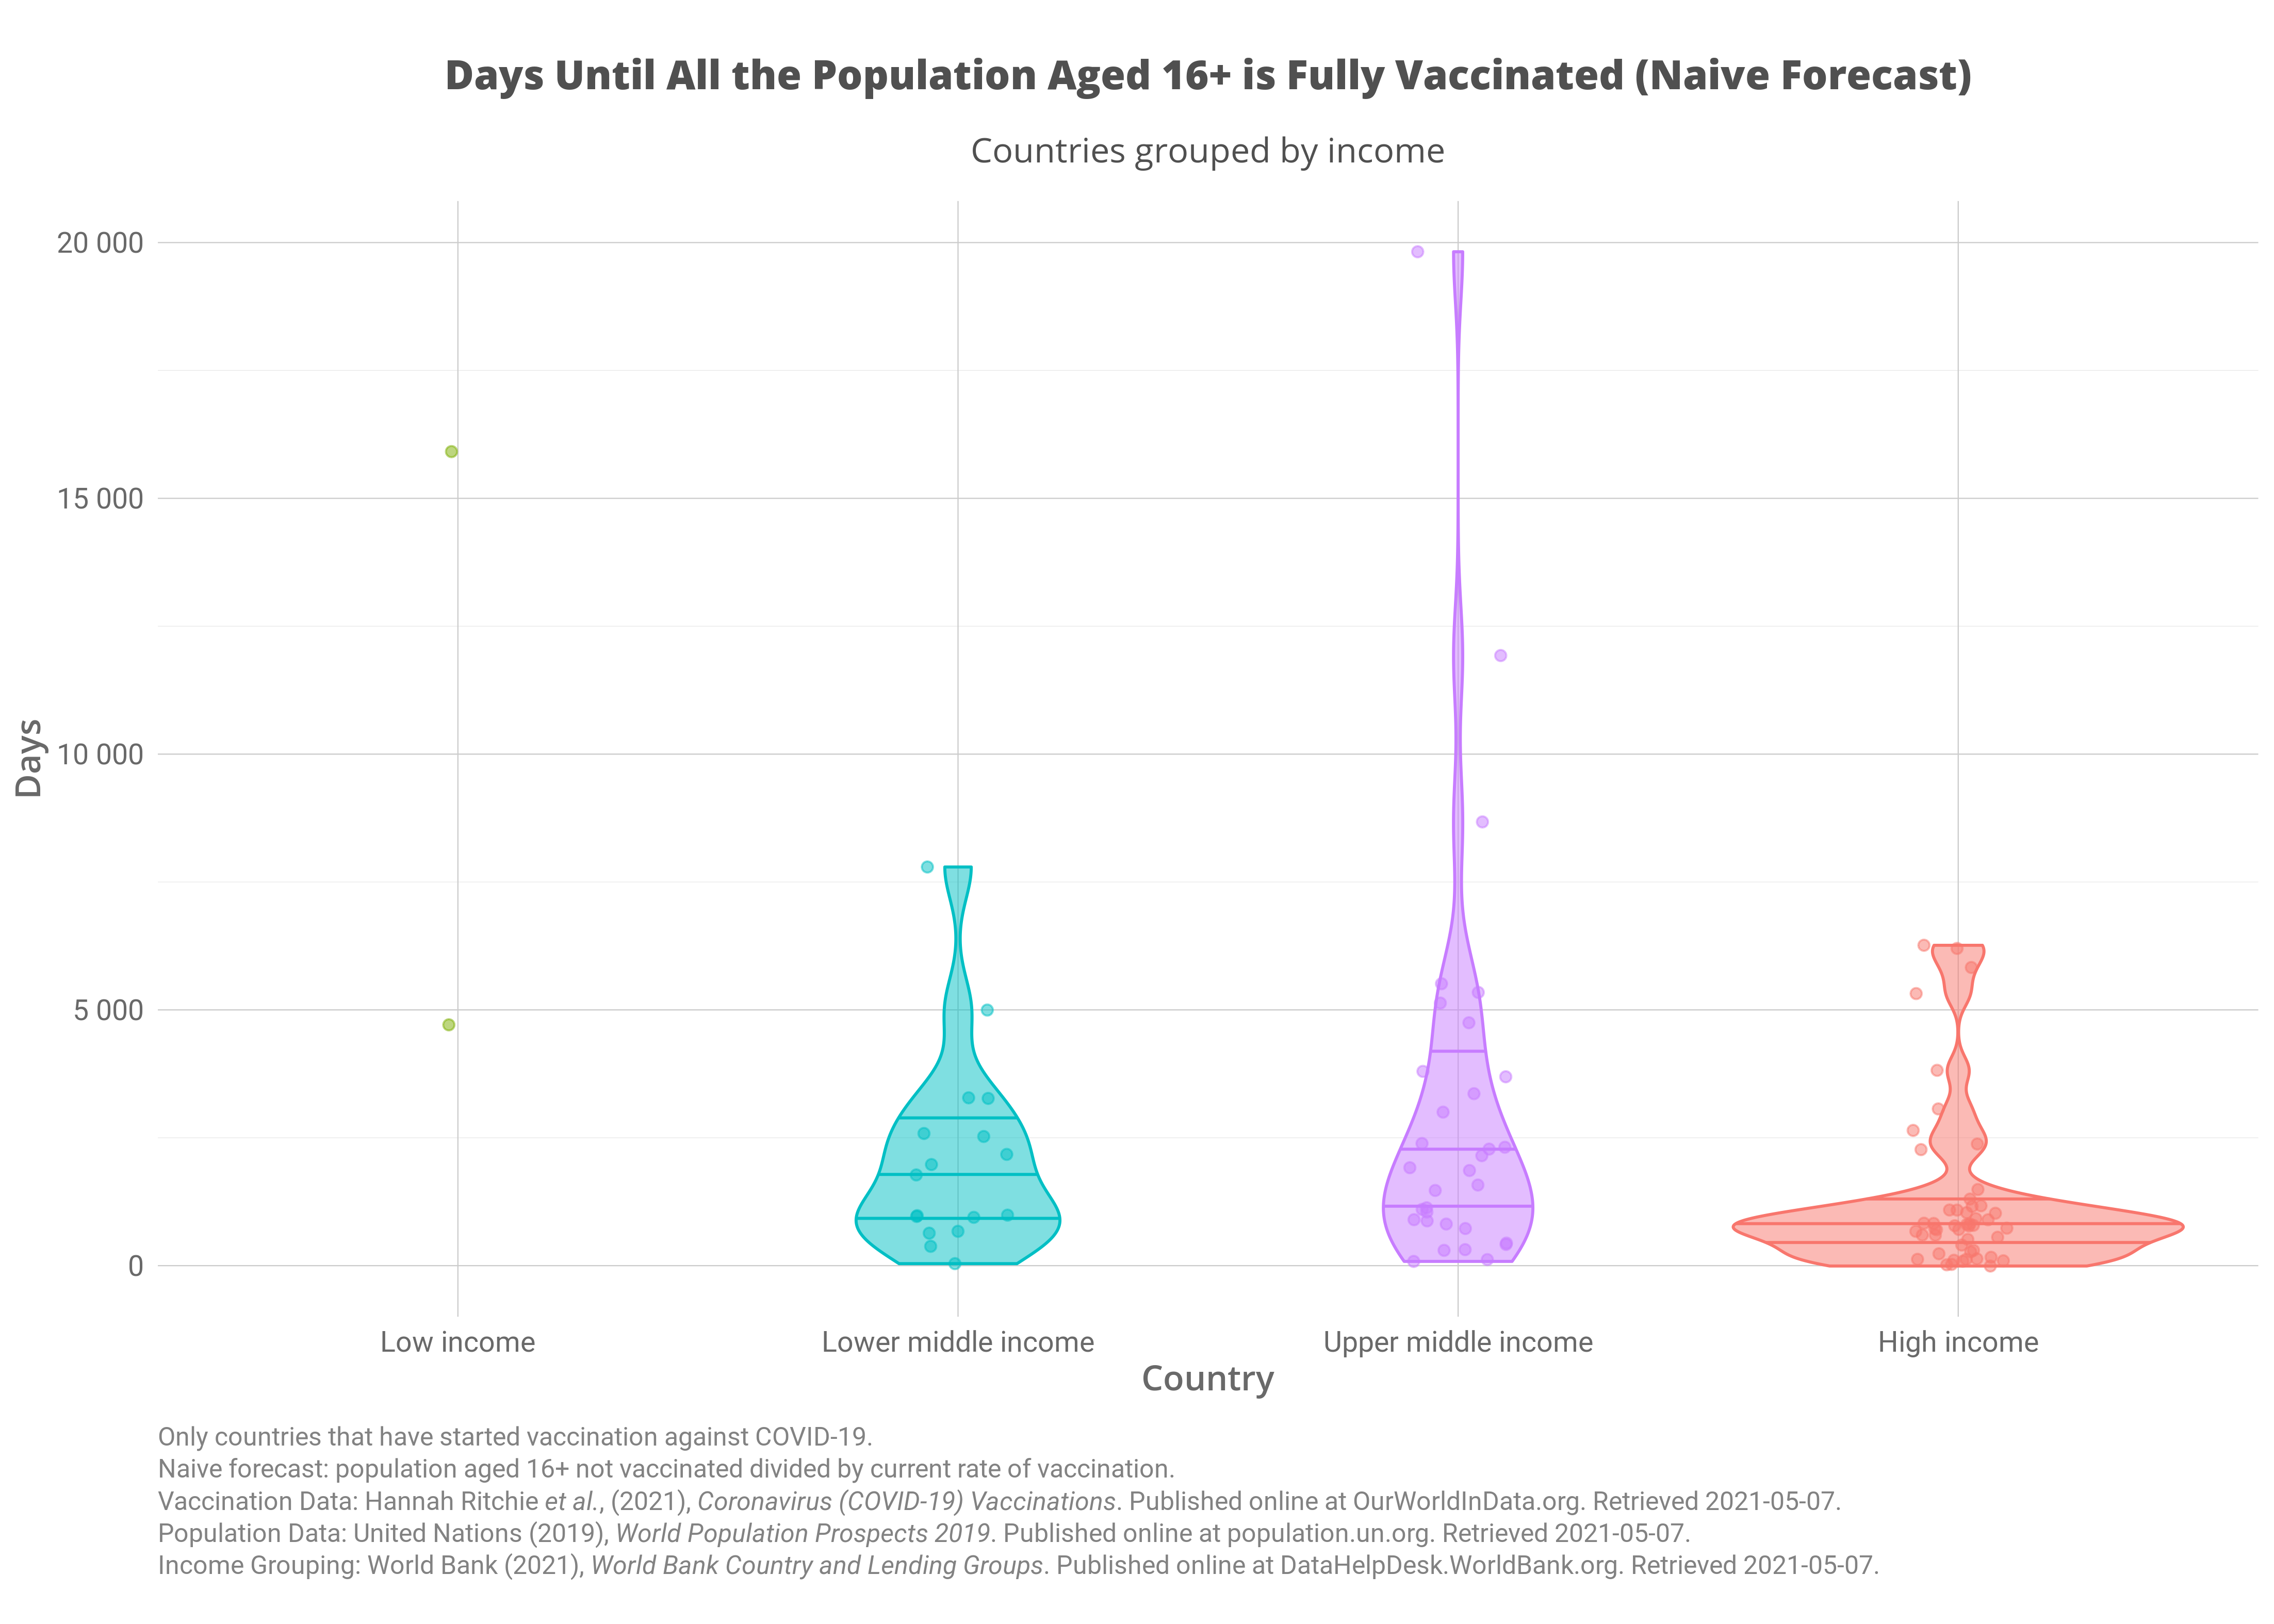 Days Until All the Population Aged 16+ is Fully Vaccinated (Naive Forecast)
Countries grouped by income
20 000
15 000
10 000
5 000
0
Days
Low income
Lower middle income
Upper middle income
High income
Country
Only countries that have started vaccination against COVID-19.
Naive forecast: population aged 16+ not vaccinated divided by current rate of vaccination.
Vaccination Data: Hannah Ritchie et al., (2021), Coronavirus (COVID-19) Vaccinations. Published online at OurWorldInData.org. Retrieved 2021-05-07.
Population Data: United Nations (2019), World Population Prospects 2019. Published online at population.un.org. Retrieved 2021-05-07.
Income Grouping: World Bank (2021), World Bank Country and Lending Groups. Published online at DataHelpDesk.WorldBank.org. Retrieved 2021-05-07.